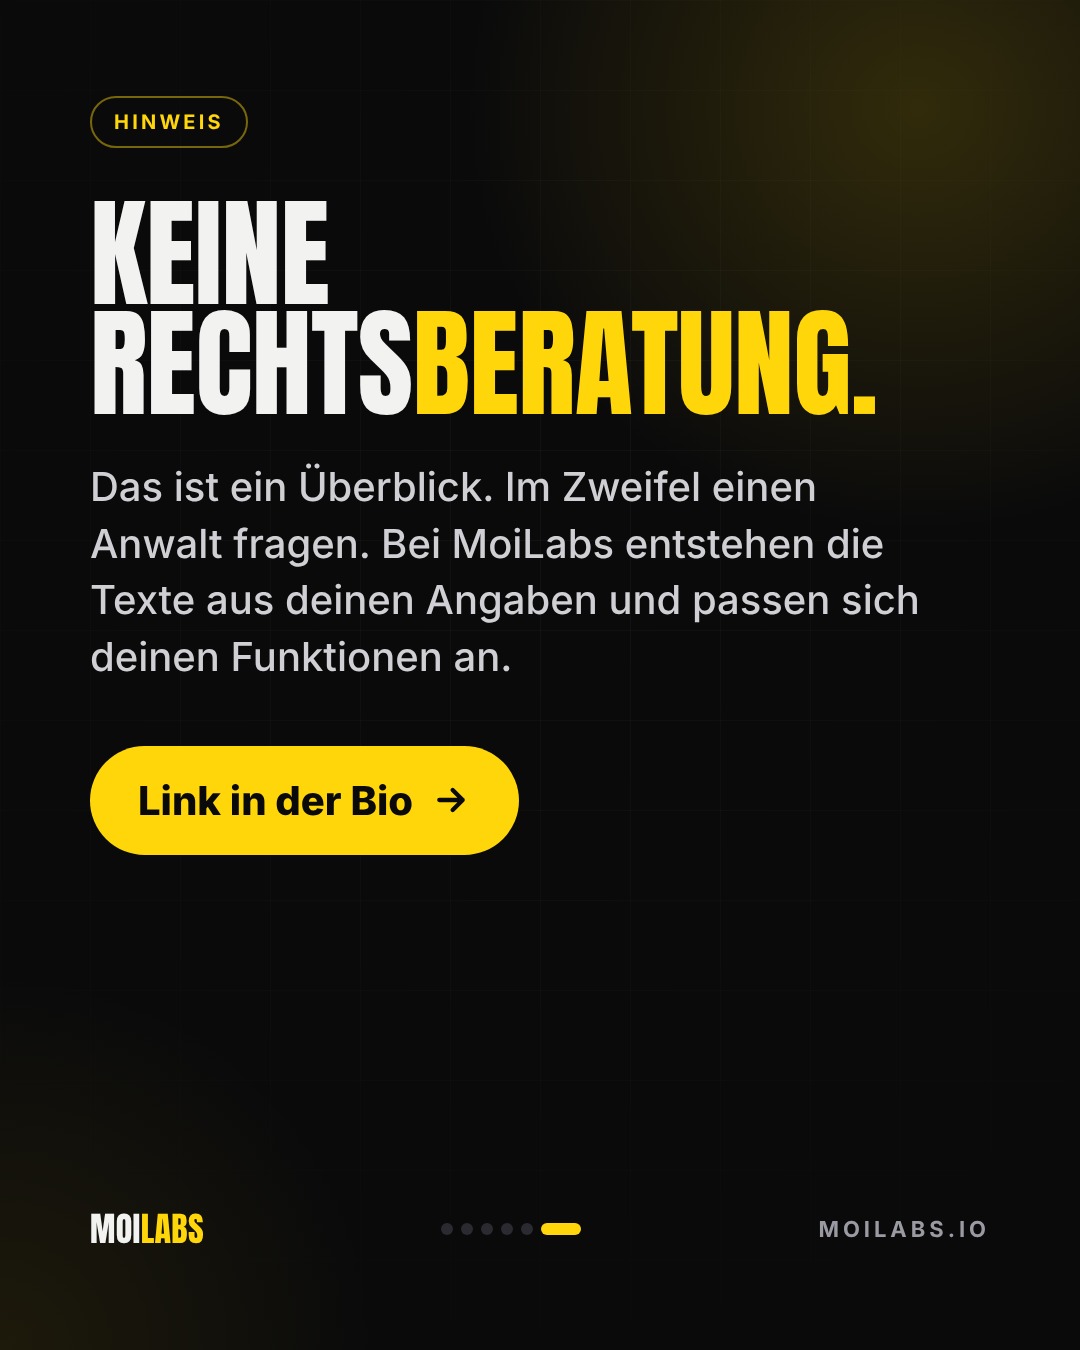 HINWEIS
KEINE
RECHTSBERATUNG.
Das ist ein Überblick. Im Zweifel einen
Anwalt fragen. Bei MoiLabs entstehen die
Texte aus deinen Angaben und passen sich
deinen Funktionen an.
Link in der Bio →
MOILABS
MOILABS.IO